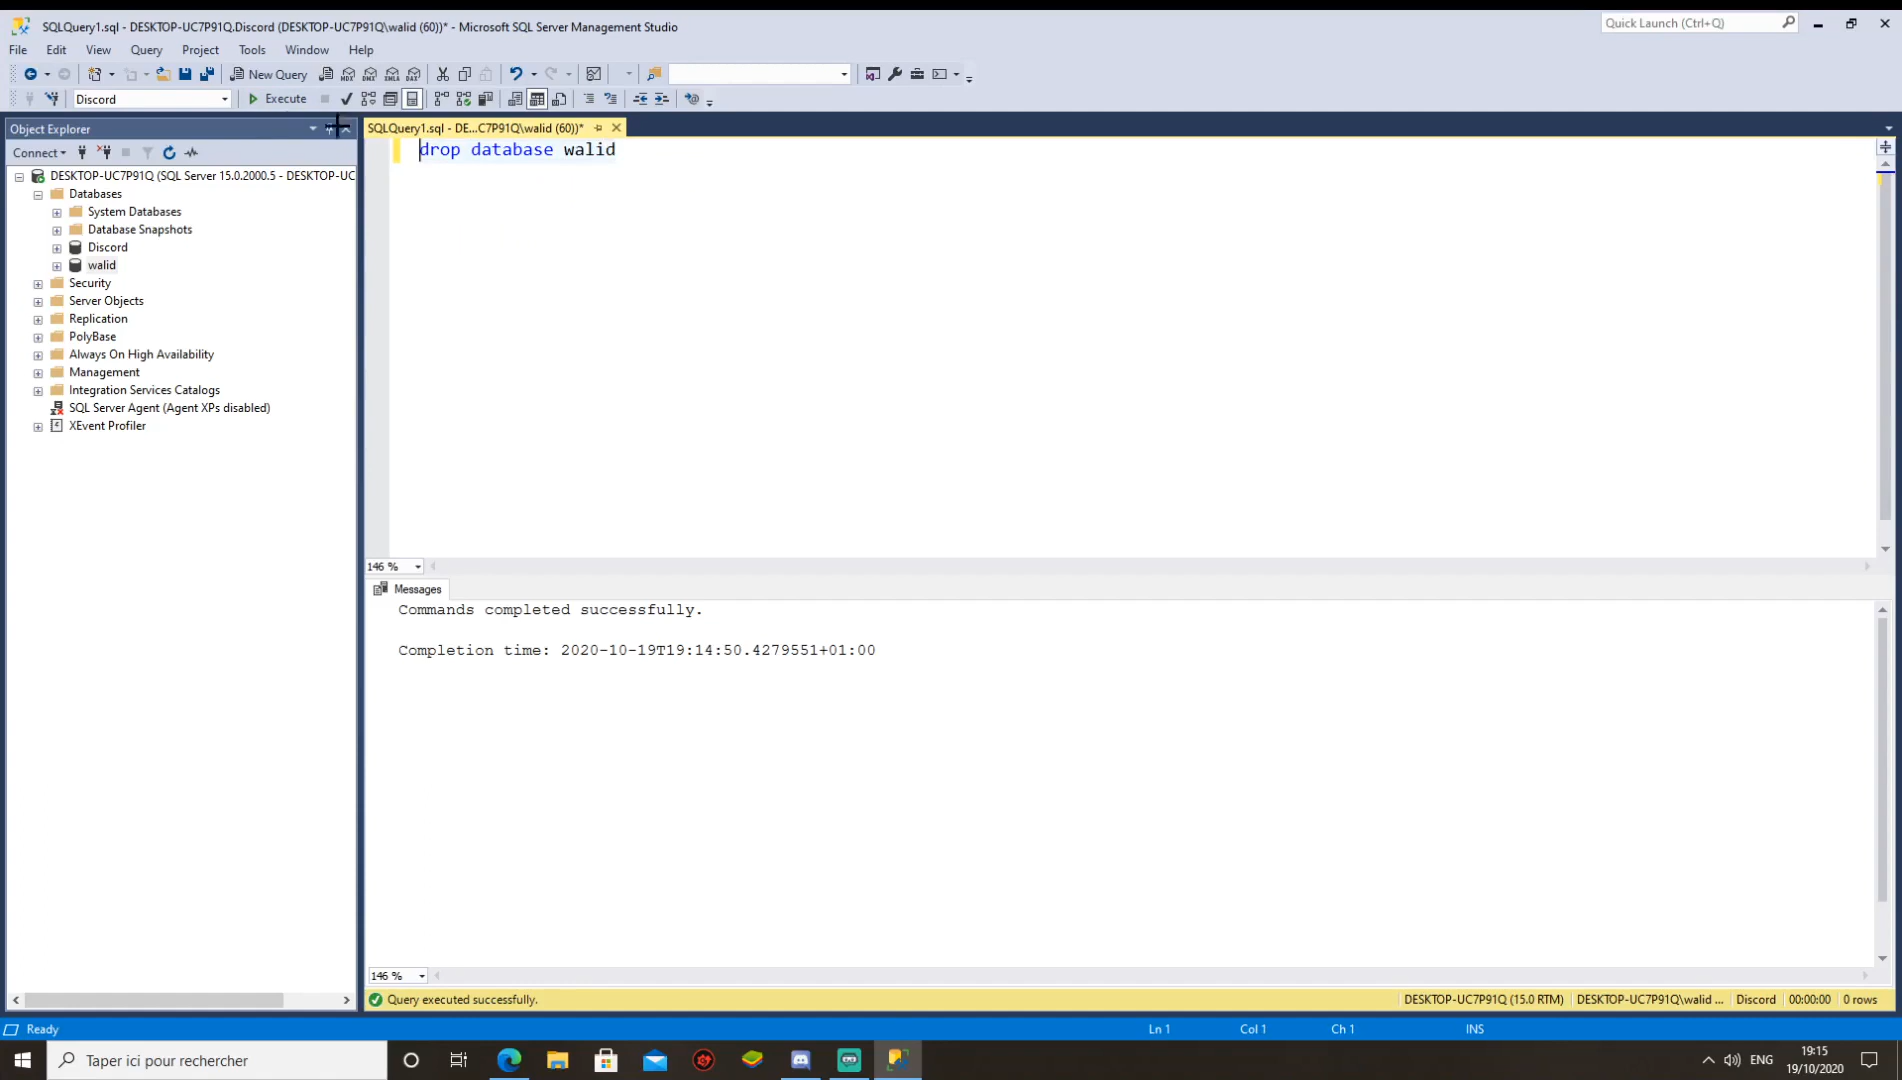 SQLQuery1.sql - DESKTOP-UC7P91Q.Discord (DESKTOP-UC7P91Q\walid (60))* - Microsoft SQL Server Management Studio
Quick Launch (Ctrl+Q)
File Edit View Query Project Tools Window Help
New Query
Discord
Execute
Object Explorer
SQLQuery1.sql - DE...C7P91Q\walid (60))*
Connect
drop database walid
DESKTOP-UC7P91Q (SQL Server 15.0.2000.5 - DESKTOP-UC
Databases
System Databases
Database Snapshots
Discord
walid
Security
Server Objects
Replication
PolyBase
Always On High Availability
Management
Integration Services Catalogs
SQL Server Agent (Agent XPs disabled)
XEvent Profiler
146 %
Messages
Commands completed successfully.
Completion time: 2020-10-19T19:14:50.4279551+01:00
146 %
Query executed successfully.
DESKTOP-UC7P91Q (15.0 RTM) DESKTOP-UC7P91Q\walid ... Discord 00:00:00 0 rows
Ready
Ln 1 Col 1 Ch 1 INS
Taper ici pour rechercher
ENG
19:15
19/10/2020